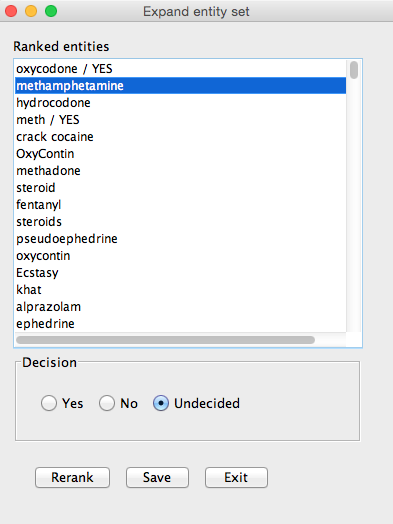 Expand entity set
Ranked entities
oxycodone / YES
methamphetamine
hydrocodone
meth / YES
crack cocaine
OxyContin
methadone
steroid
fentanyl
steroids
pseudoephedrine
oxycontin
Ecstasy
khat
alprazolam
ephedrine
Decision
Yes No Undecided
Rerank Save Exit